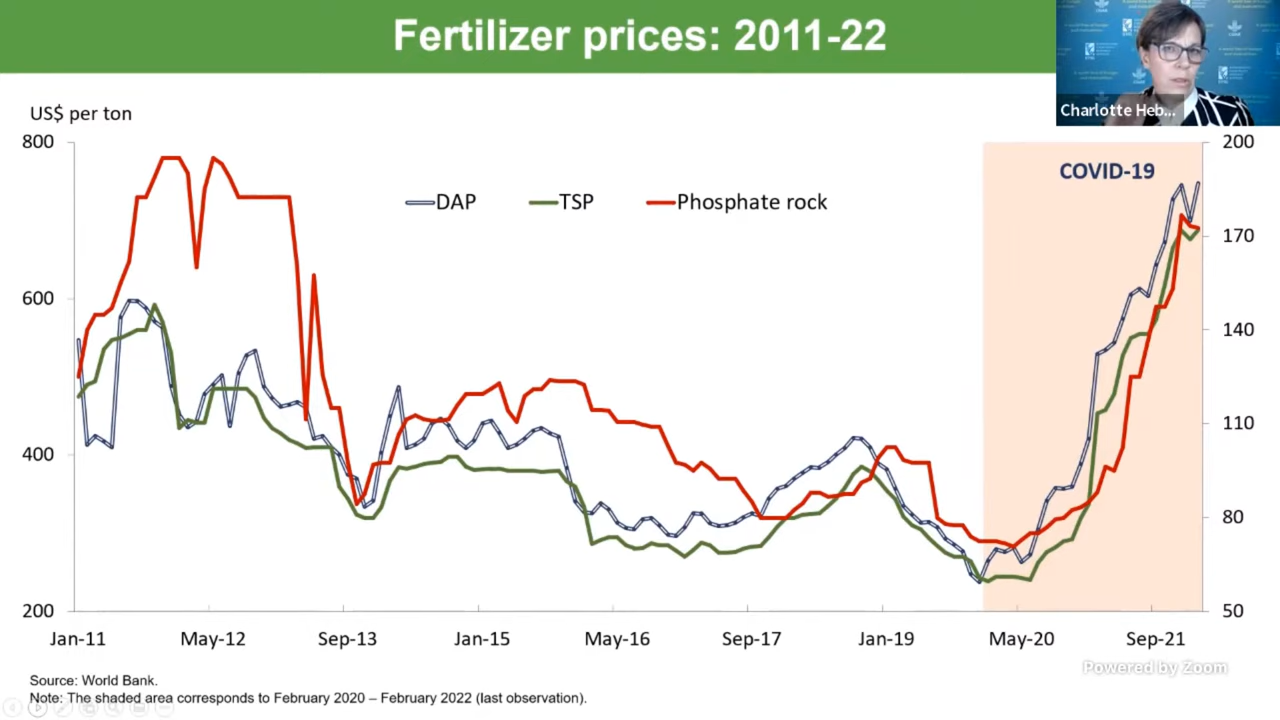 Fertilizer prices: 2011-22
Charlotte Heb...
US$ per ton
800
600
400
200
200
170
140
110
80
50
COVID-19
DAP
TSP
Phosphate rock
Jan-11
May-12
Sep-13
Jan-15
May-16
Sep-17
Jan-19
May-20
Sep-21
Powered by Zoom
Source: World Bank.
Note: The shaded area corresponds to February 2020 – February 2022 (last observation).